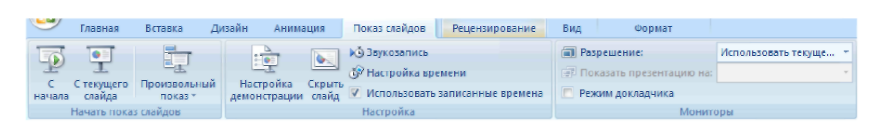 Главная Вставка Дизайн Анимация Показ слайдов Рецензирование Вид Формат
С начала
С текущего слайда
Произвольный показ
Начать показ слайдов
Настройка демонстрации
Скрыть слайд
Звукозапись
Настройка времени
Использовать записанные времена
Настройка
Разрешение: Использовать текуще...
Показать презентацию на:
Режим докладчика
Мониторы